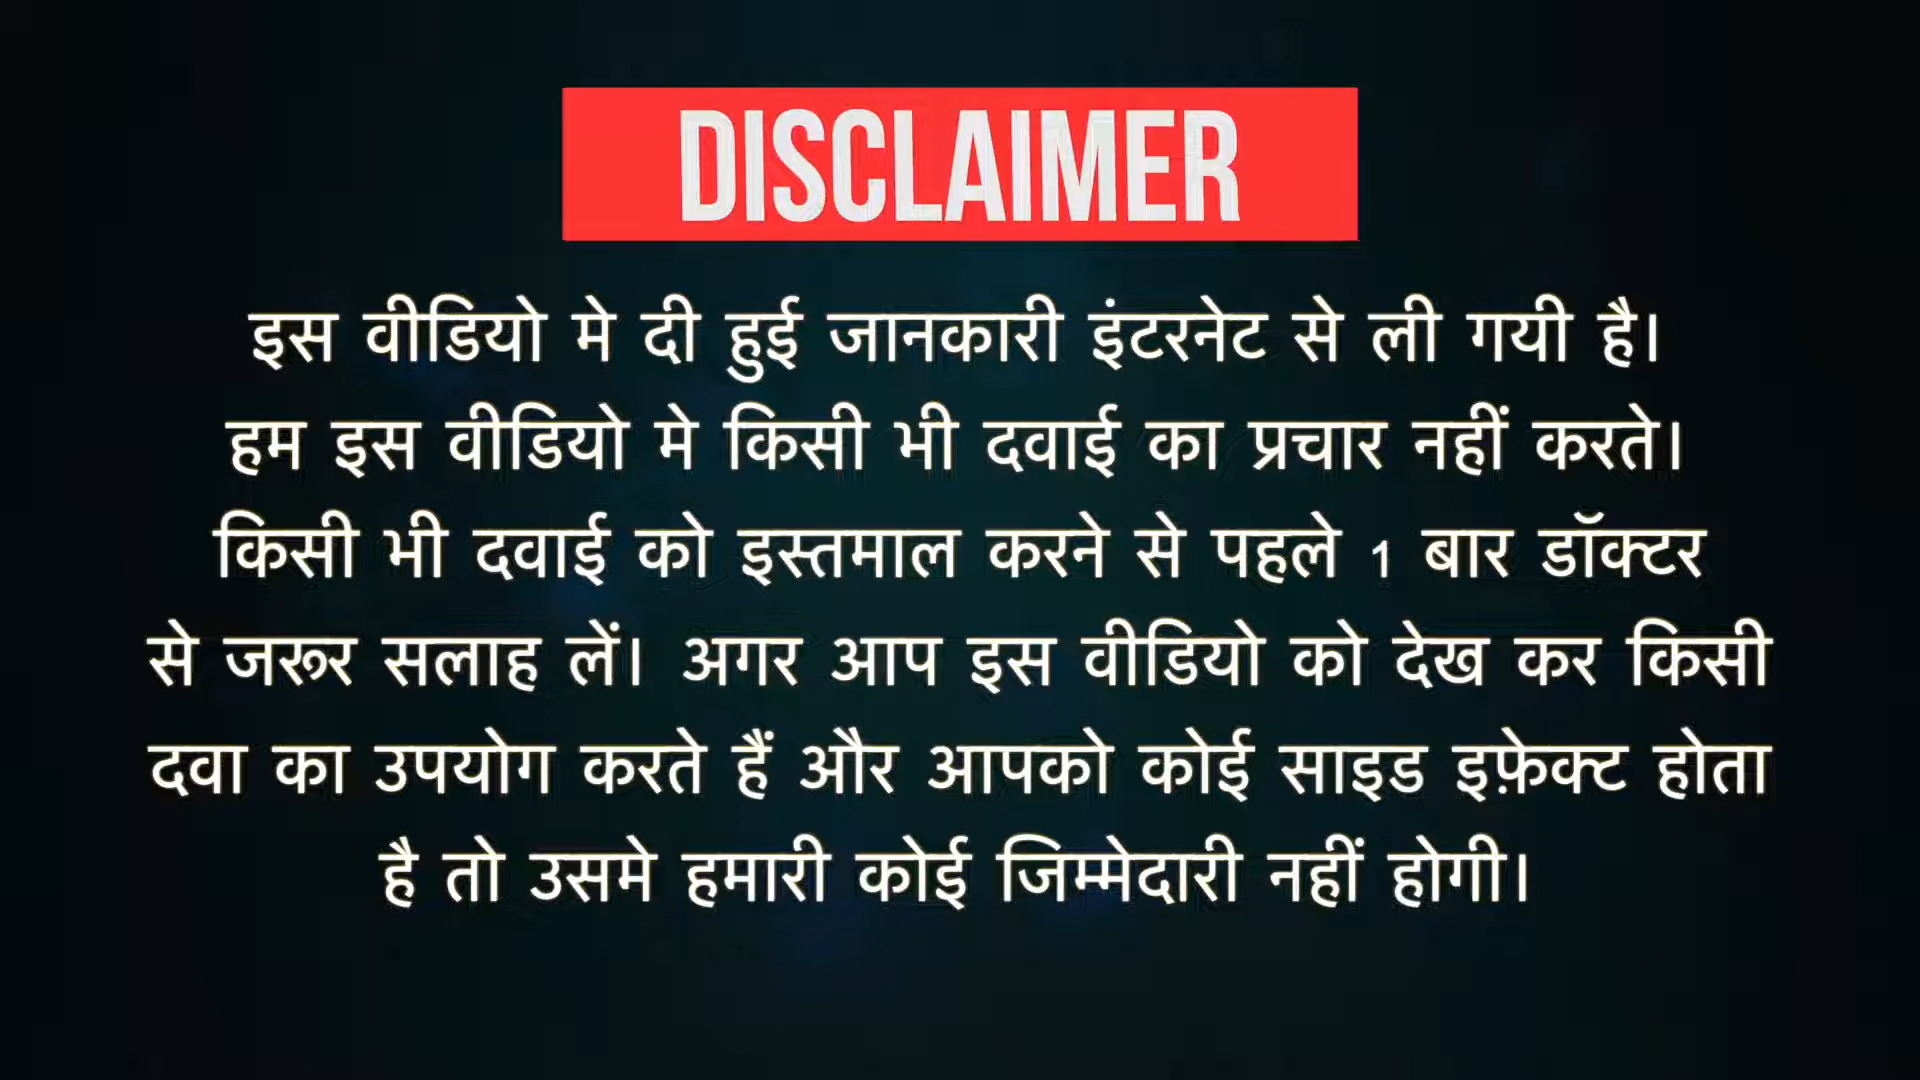 DISCLAIMER
इस वीडियो मे दी हुई जानकारी इंटरनेट से ली गयी है।
हम इस वीडियो मे किसी भी दवाई का प्रचार नहीं करते।
किसी भी दवाई को इस्तमाल करने से पहले 1 बार डॉक्टर
से जरूर सलाह लें। अगर आप इस वीडियो को देख कर किसी
दवा का उपयोग करते हैं और आपको कोई साइड इफ़ेक्ट होता
है तो उसमे हमारी कोई जिम्मेदारी नहीं होगी।